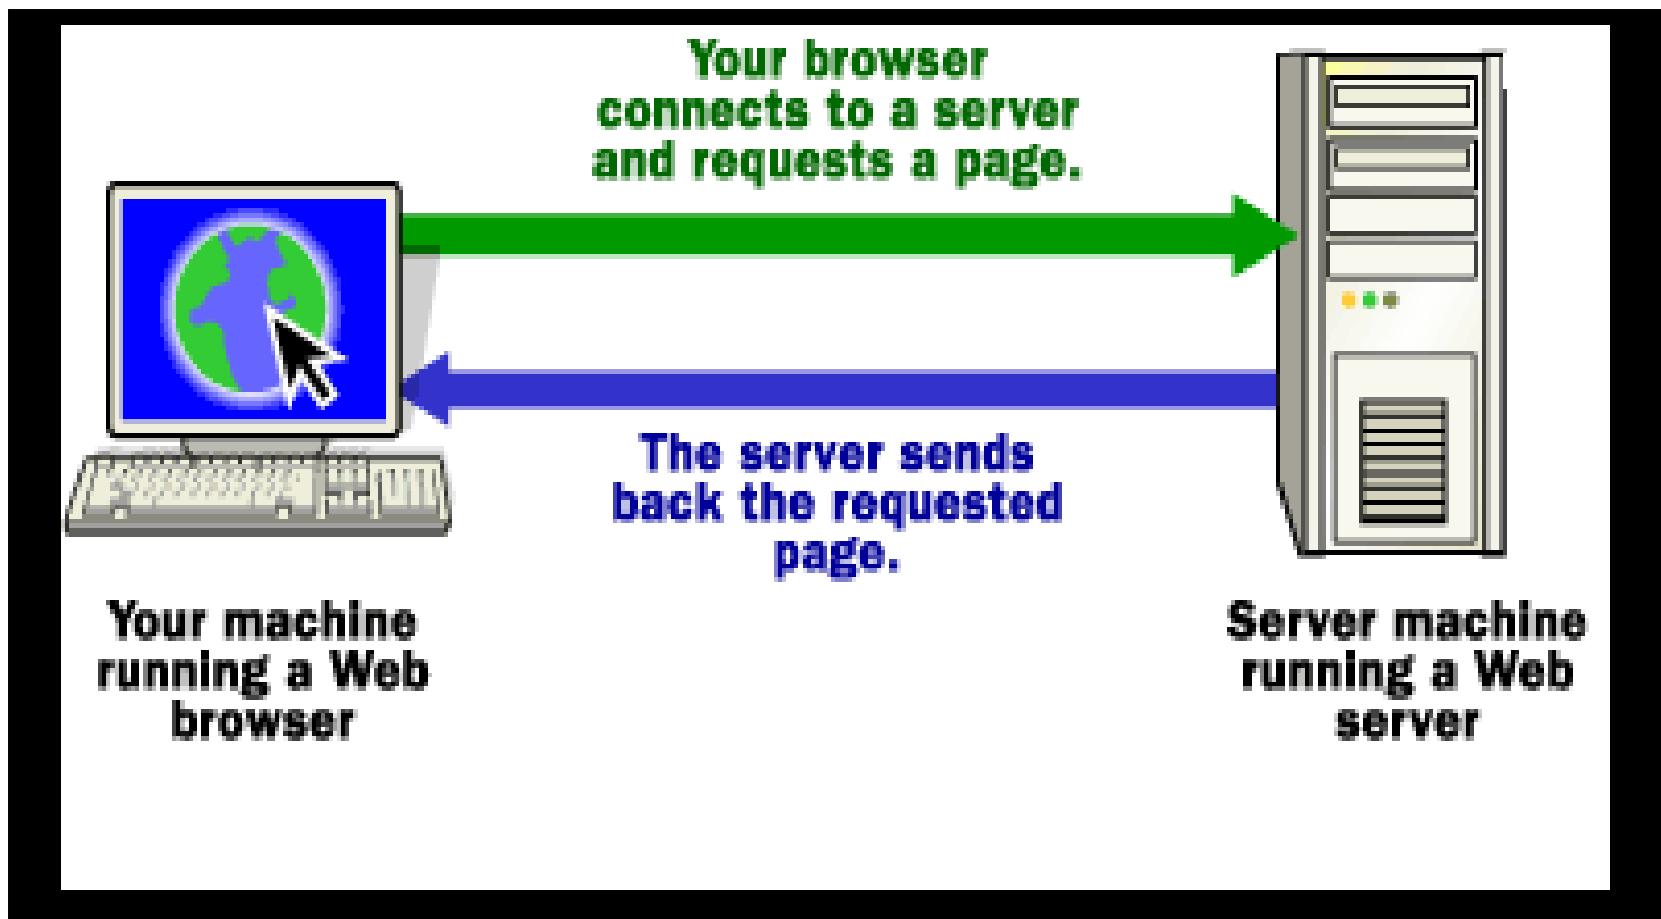 Your browser
connects to a server
and requests a page.
The server sends
back the requested
page.
Your machine
running a Web
browser
Server machine
running a Web
server